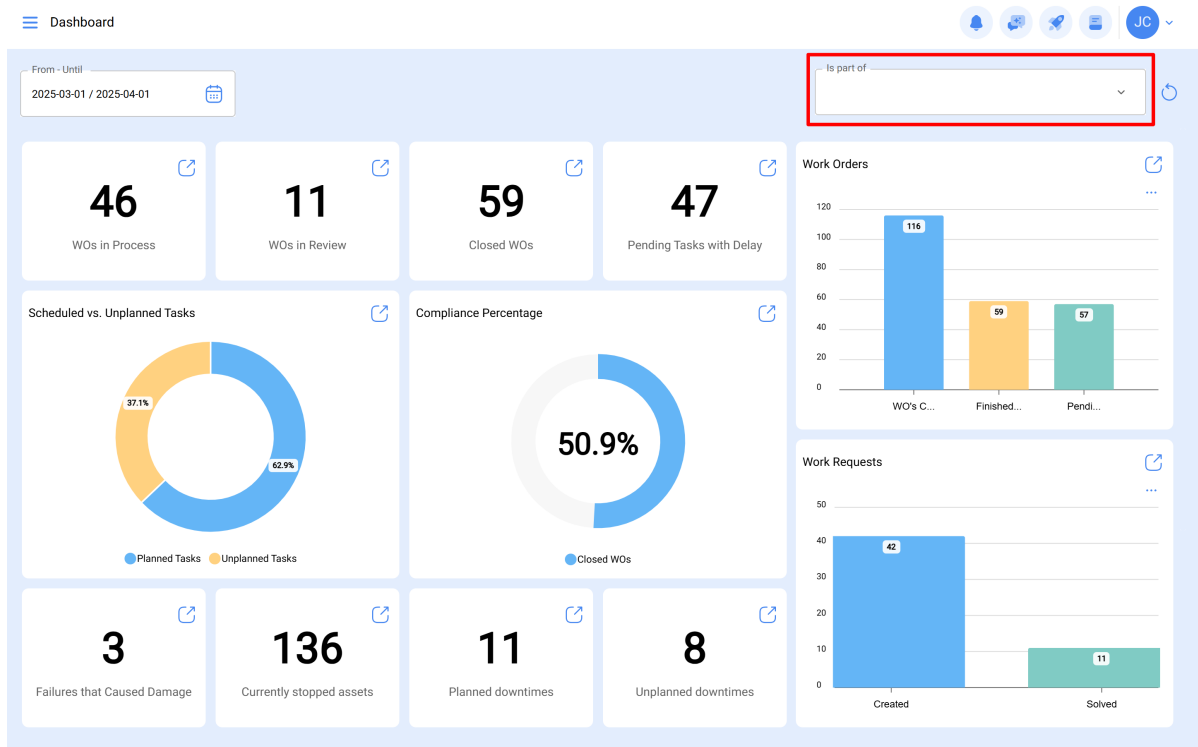 Dashboard
JC
From - Until
2025-03-01 / 2025-04-01
Is part of
46
WOs in Process
11
WOs in Review
59
Closed WOs
47
Pending Tasks with Delay
Work Orders
...
120
100
80
60
40
20
0
116
59
57
WO's C...
Finished...
Pendi...
Scheduled vs. Unplanned Tasks
37.1%
62.9%
Planned Tasks
Unplanned Tasks
Compliance Percentage
50.9%
Closed WOs
Work Requests
...
50
40
30
20
10
0
42
11
Created
Solved
3
Failures that Caused Damage
136
Currently stopped assets
11
Planned downtimes
8
Unplanned downtimes